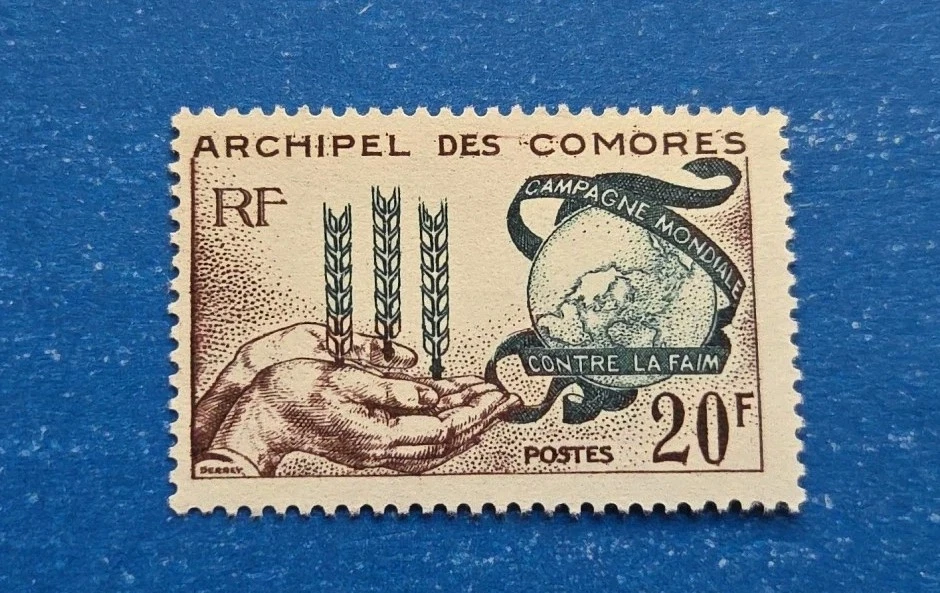 ARCHIPEL DES COMORES
RF
CAMPAGNE MONDIALE
CONTRE LA FAIM
POSTES 20F